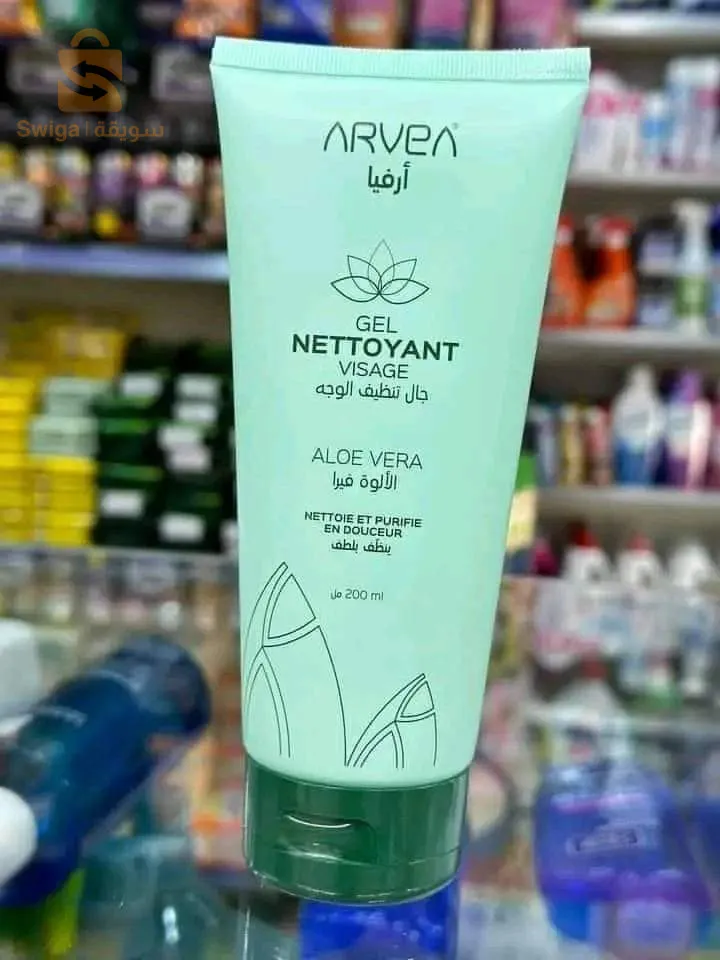 Swiga | سويقة
ARVEA
أرفيا
GEL
NETTOYANT
VISAGE
جال تنظيف الوجه
ALOE VERA
الألوة فيرا
NETTOIE ET PURIFIE
EN DOUCEUR
ينظّف بلطف
200 ml مل